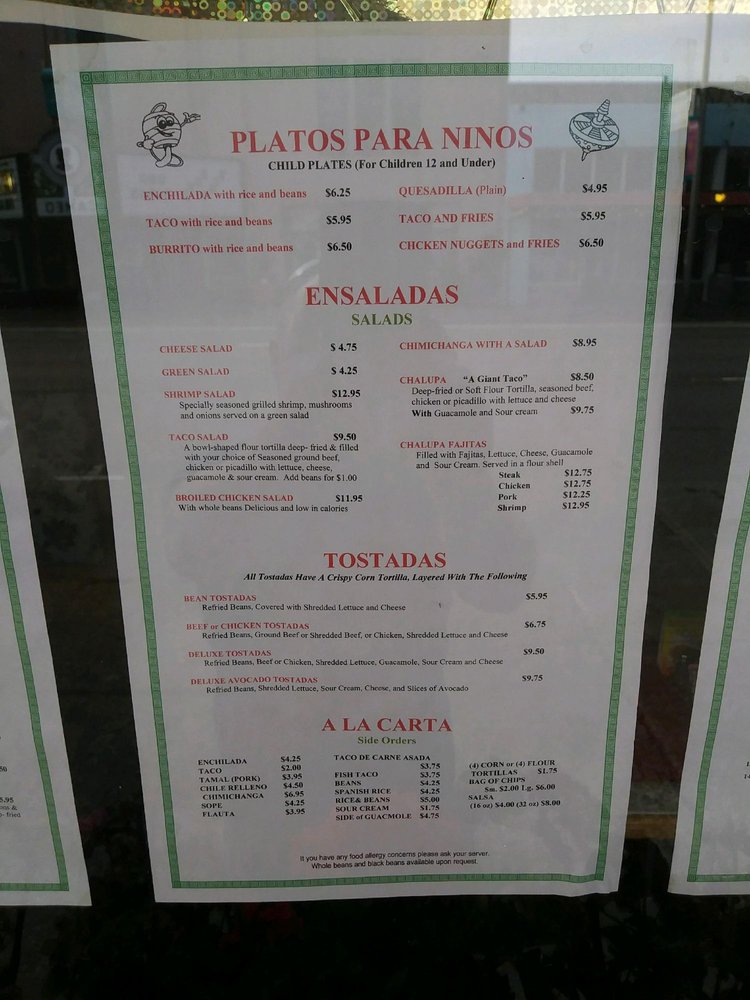 PLATOS PARA NINOS
CHILD PLATES (For Children 12 and Under)
ENCHILADA with rice and beans $6.25
TACO with rice and beans $5.95
BURRITO with rice and beans $6.50
QUESADILLA (Plain) $4.95
TACO AND FRIES $5.95
CHCKEN NUGGETS and FRIES $6.50
ENSALADAS
SALADS
CHEESE SALAD $ 4.75
GREEN SALAD $ 4.25
SHRIMP SALAD $12.95
Specially seasoned grilled shrimp, mushrooms
and onions served on a green salad
TACO SALAD $9.50
A bowl-shaped flour tortilla deep- fried & filled
with your choice of Seasoned ground beef,
chicken or picadillo with lettuce, cheese,
guacamole & sour cream. Add beans for $1.00
BROILED CHICKEN SALAD $11.95
With whole beans Delicious and low in calories
CHIMICHANGA WITH A SALAD $8.95
CHALUPA "A Giant Taco" $8.50
Deep-fried or Soft Flour Tortilla, seasoned beef,
chicken or picadillo with lettuce and cheese
With Guacamole and Sour cream $9.75
CHALUPA FAJITAS
Filled with Fajitas, Lettuce, Cheese, Guacamole
and Sour Cream. Served in a flour shell
Steak $12.75
Chicken $12.75
Pork $12.25
Shrimp $12.95
TOSTADAS
All Tostadas Have A Crispy Corn Tortilla, Layered With The Following
BEAN TOSTADAS $5.95
Refried Beans, Covered with Shredded Lettuce and Cheese
BEEF or CHICKEN TOSTADAS $6.75
Refried Beans, Ground Beef or Shredded Beef, or Chicken, Shredded Lettuce and Cheese
DELUXE TOSTADAS $9.50
Refried Beans, Beef or Chicken, Shredded Lettuce, Guacamole, Sour Cream and Cheese
DELUXE AVOCADO TOSTADAS $9.75
Refried Beans, Shredded Lettuce, Sour Cream, Cheese, and Slices of Avocado
A LA CARTA
Side Orders
ENCHILADA $4.25
TACO $2.00
TAMAL (PORK) $3.95
CHILE RELLENO $4.50
CHIMICHANGA $6.95
SOPE $4.25
FLAUTA $3.95
TACO DE CARNE ASADA
$3.75
FISH TACO $3.75
BEANS $4.25
SPANISH RICE $4.25
RICE& BEANS $5.00
SOUR CREAM $1.75
SIDE of GUACMOLE $4.75
(4) CORN or (4) FLOUR
TORTILLAS $1.75
BAG OF CHIPS
Sm. $2.00 Lg. $6.00
SALSA
(16 oz) $4.00 (32 oz) $8.00
It you have any food allergy concerns please ask your server.
Whole beans and black beans available upon request